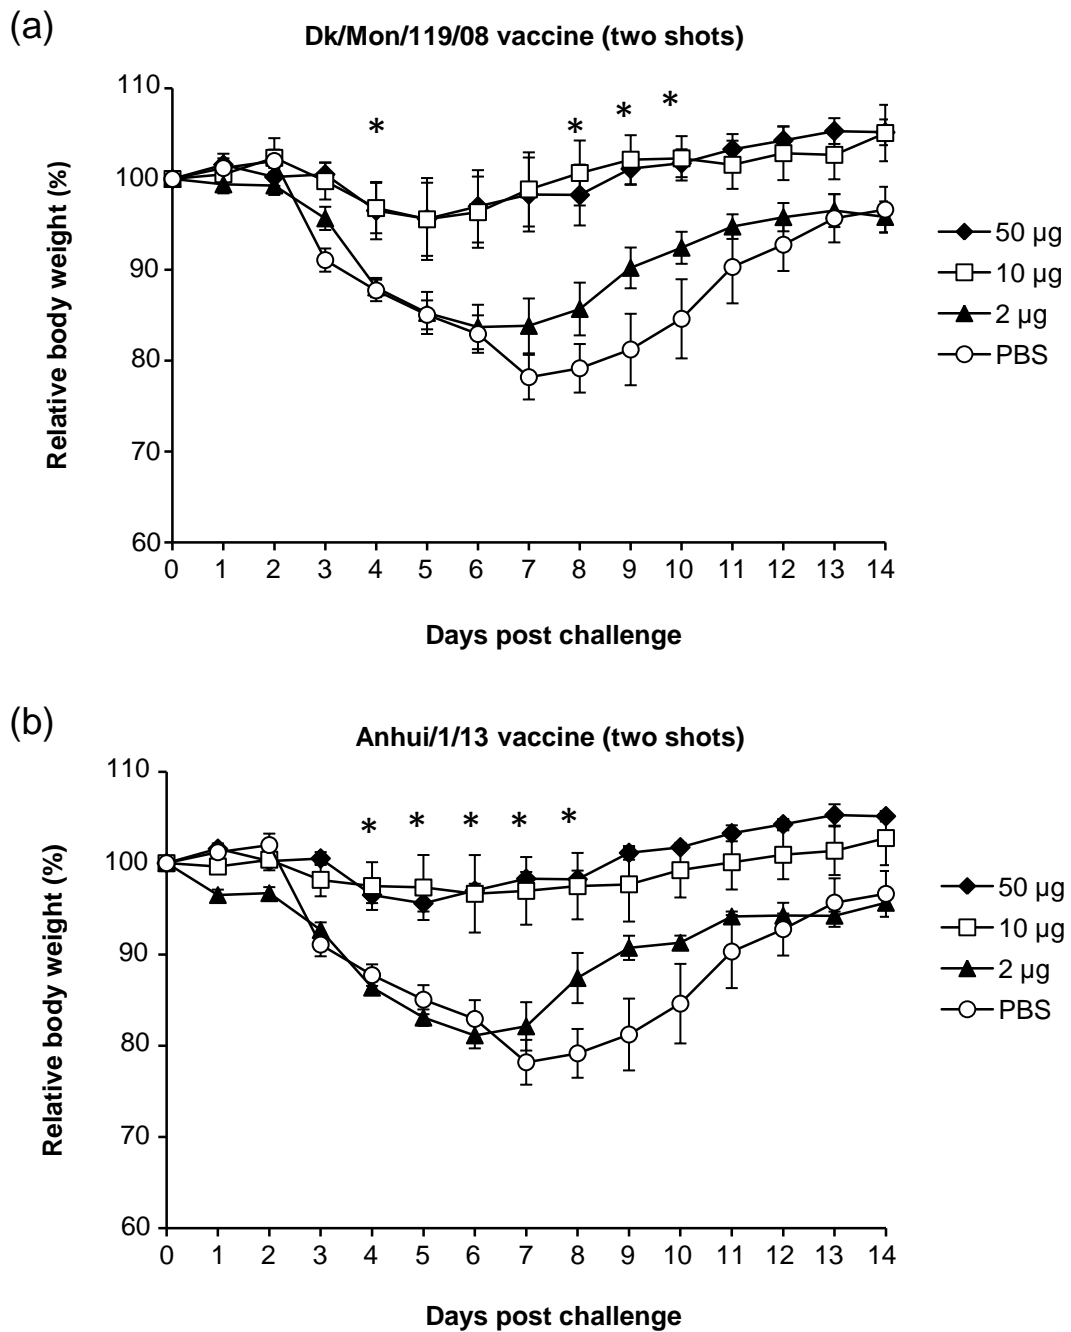 (a)
Dk/Mon/119/08 vaccine (two shots)
110
100
90
80
70
60
Relative body weight (%)
* * * *
0 1 2 3 4 5 6 7 8 9 10 11 12 13 14
Days post challenge
50 µg
10 µg
2 µg
PBS
(b)
Anhui/1/13 vaccine (two shots)
110
100
90
80
70
60
Relative body weight (%)
* * * * *
0 1 2 3 4 5 6 7 8 9 10 11 12 13 14
Days post challenge
50 µg
10 µg
2 µg
PBS